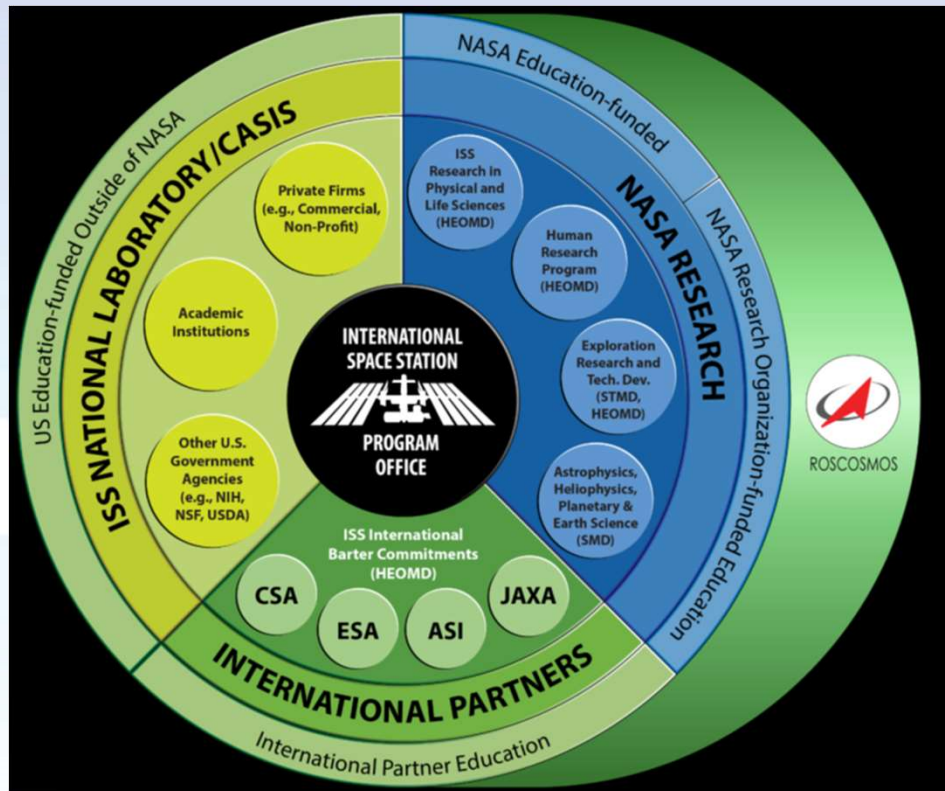 US Education-funded Outside of NASA
ISS NATIONAL LABORATORY/CASIS
Private Firms
(e.g., Commercial,
Non-Profit)
Academic
Institutions
Other U.S.
Government
Agencies
(e.g., NIH,
NSF, USDA)
NASA Education-funded
NASA Research Organization-funded Education
NASA RESEARCH
ISS
Research in
Physical and
Life Sciences
(HEOMD)
Human
Research
Program
(HEOMD)
Exploration
Research and
Tech. Dev.
(STMD,
HEOMD)
Astrophysics,
Heliophysics,
Planetary &
Earth Science
(SMD)
INTERNATIONAL
SPACE STATION
PROGRAM
OFFICE
ISS International
Barter Commitments
(HEOMD)
CSA
ESA
ASI
JAXA
INTERNATIONAL PARTNERS
International Partner Education
ROSCOSMOS